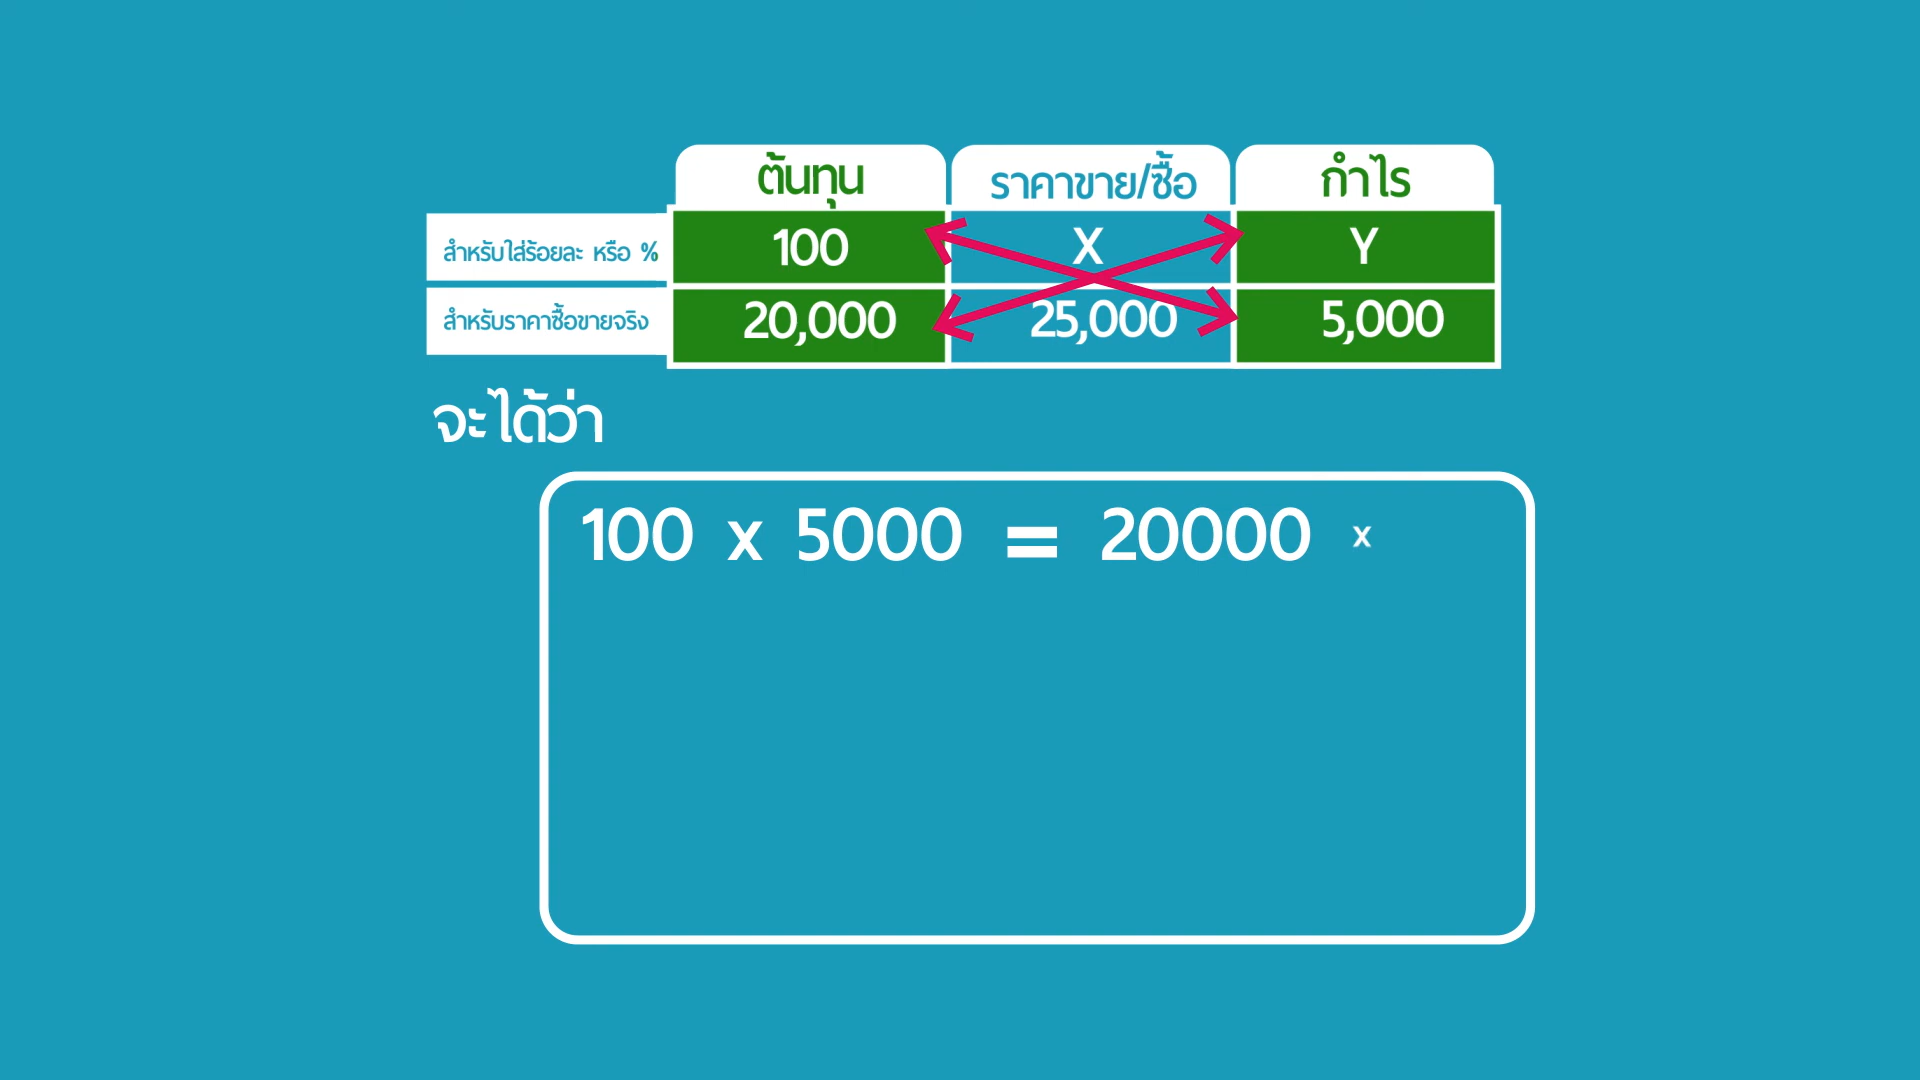 ต้นทุน ราคาขาย/ซื้อ กำไร
สำหรับใส่ร้อยละ หรือ % 100 X Y
สำหรับราคาซื้อขายจริง 20,000 25,000 5,000
จะได้ว่า
100 x 5000 = 20000 x